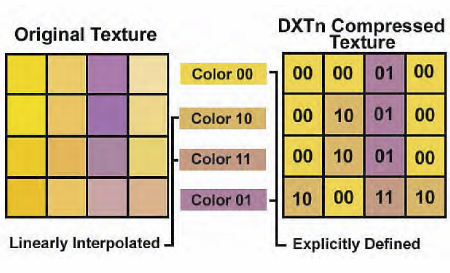 Original Texture
DXTn Compressed
Texture
Color 00
Color 10
Color 11
Color 01
00 00 01 00
00 10 01 00
00 10 01 00
10 00 11 10
Linearly Interpolated
Explicitly Defined